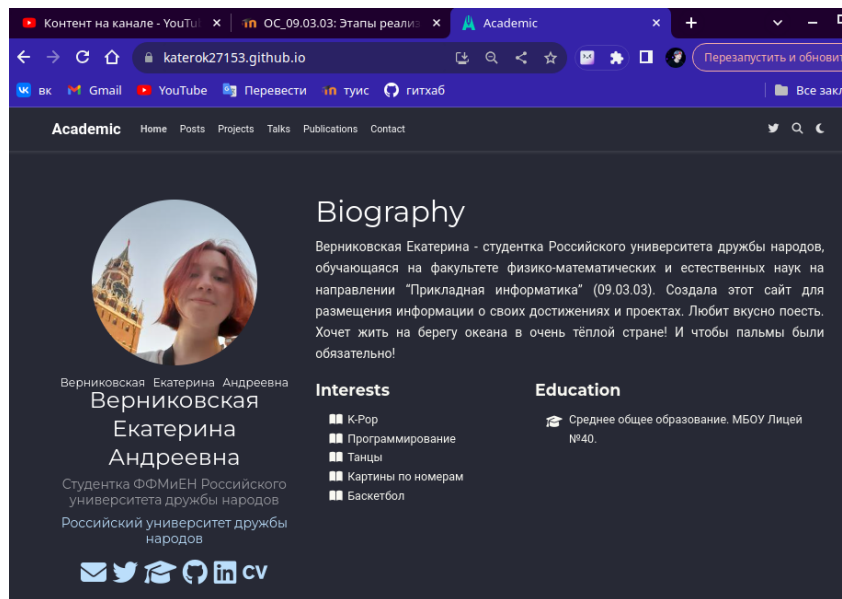 Контент на канале - YouTu
ОС_09.03.03: Этапы реализ
Academic
katerok27153.github.io
Перезапустить и обновит
вк
Gmail
YouTube
Перевести
туис
гитхаб
Все закл
Academic Home Posts Projects Talks Publications Contact
Biography
Верниковская Екатерина - студентка Российского университета дружбы народов,
обучающаяся на факультете физико-математических и естественных наук на
направлении “Прикладная информатика” (09.03.03). Создала этот сайт для
размещения информации о своих достижениях и проектах. Любит вкусно поесть.
Хочет жить на берегу океана в очень тёплой стране! И чтобы пальмы были
обязательно!
Верниковская Екатерина Андреевна
Верниковская
Екатерина
Андреевна
Студентка ФФМиЕН Российского
университета дружбы народов
Российский университет дружбы
народов
CV
Interests
K-Pop
Программирование
Танцы
Картины по номерам
Баскетбол
Education
Среднее общее образование. МБОУ Лицей
№40.